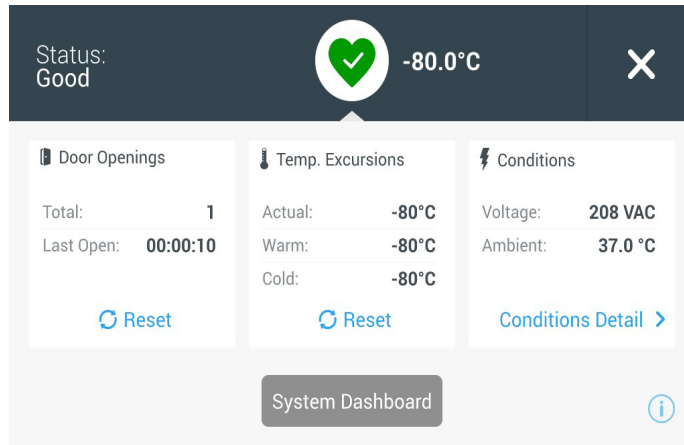 Status:
Good
-80.0°C
Door Openings
Total: 1
Last Open: 00:00:10
Reset
Temp. Excursions
Actual: -80°C
Warm: -80°C
Cold: -80°C
Reset
Conditions
Voltage: 208 VAC
Ambient: 37.0 °C
Conditions Detail >
System Dashboard
i